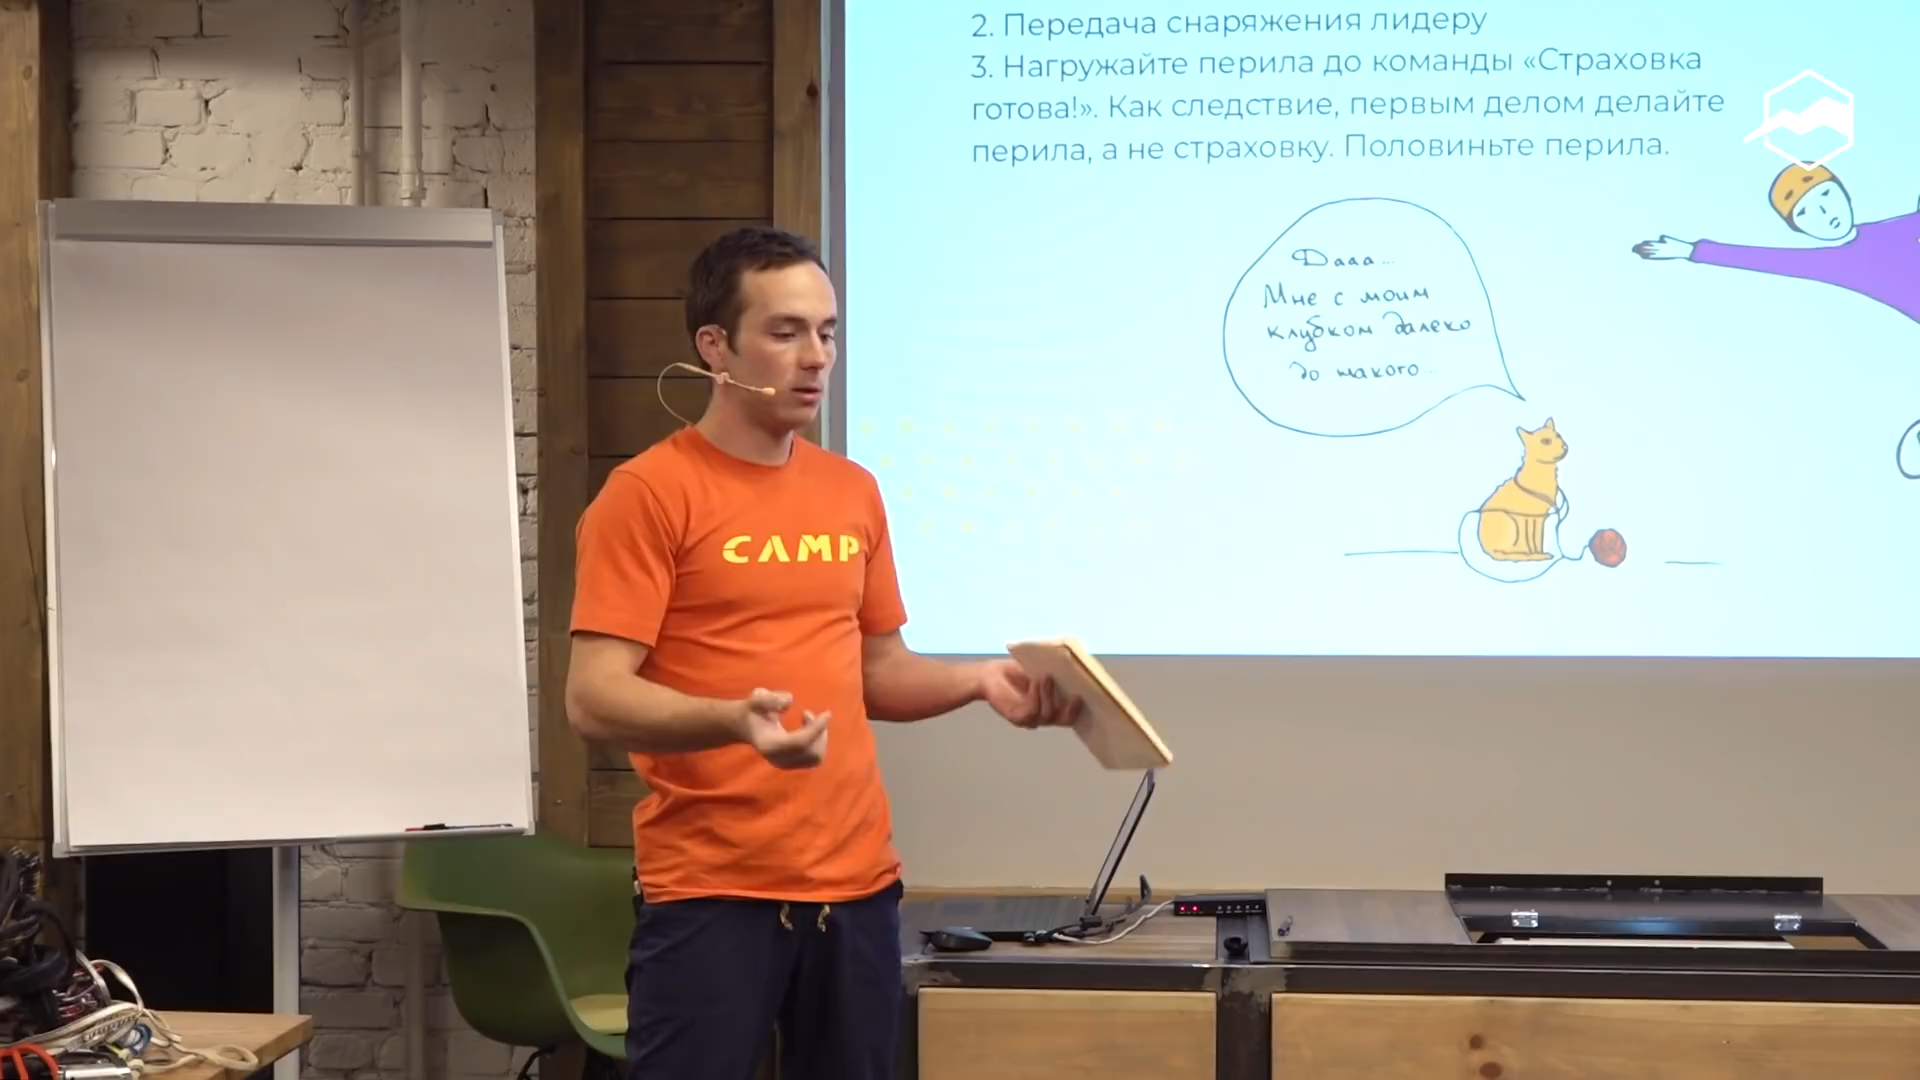 2. Передача снаряжения лидеру
3. Нагружайте перила до команды «Страховка
готова!». Как следствие, первым делом делайте
перила, а не страховку. Половиньте перила.
Дааа...
Мне с моим
клубком далеко
до такого...
CAMP